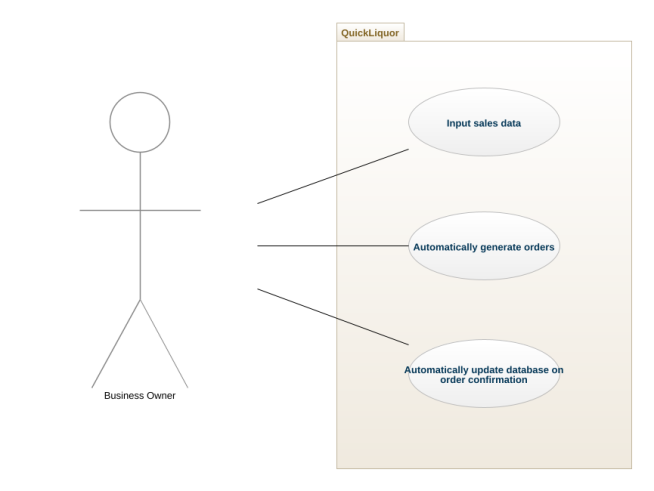 QuickLiquor
Input sales data
Automatically generate orders
Automatically update database on
order confirmation
Business Owner